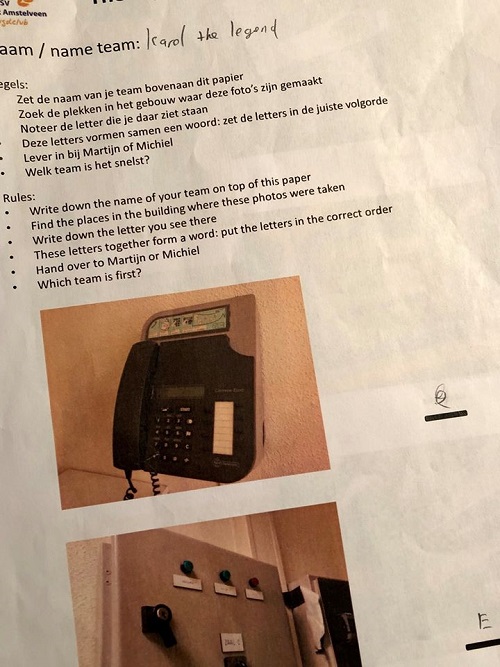 SV
Amstelveen
aam / name team: Karol the legend
egels:
Zet de naam van je team bovenaan dit papier
Zoek de plekken in het gebouw waar deze foto's zijn gemaakt
Noteer de letter die je daar ziet staan
• Deze letters vormen samen een woord: zet de letters in de juiste volgorde
• Lever in bij Martijn of Michiel
• Welk team is het snelst?
Rules:
• Write down the name of your team on top of this paper
• Find the places in the building where these photos were taken
• Write down the letter you see there
• These letters together form a word: put the letters in the correct order
• Hand over to Martijn or Michiel
• Which team is first?
E